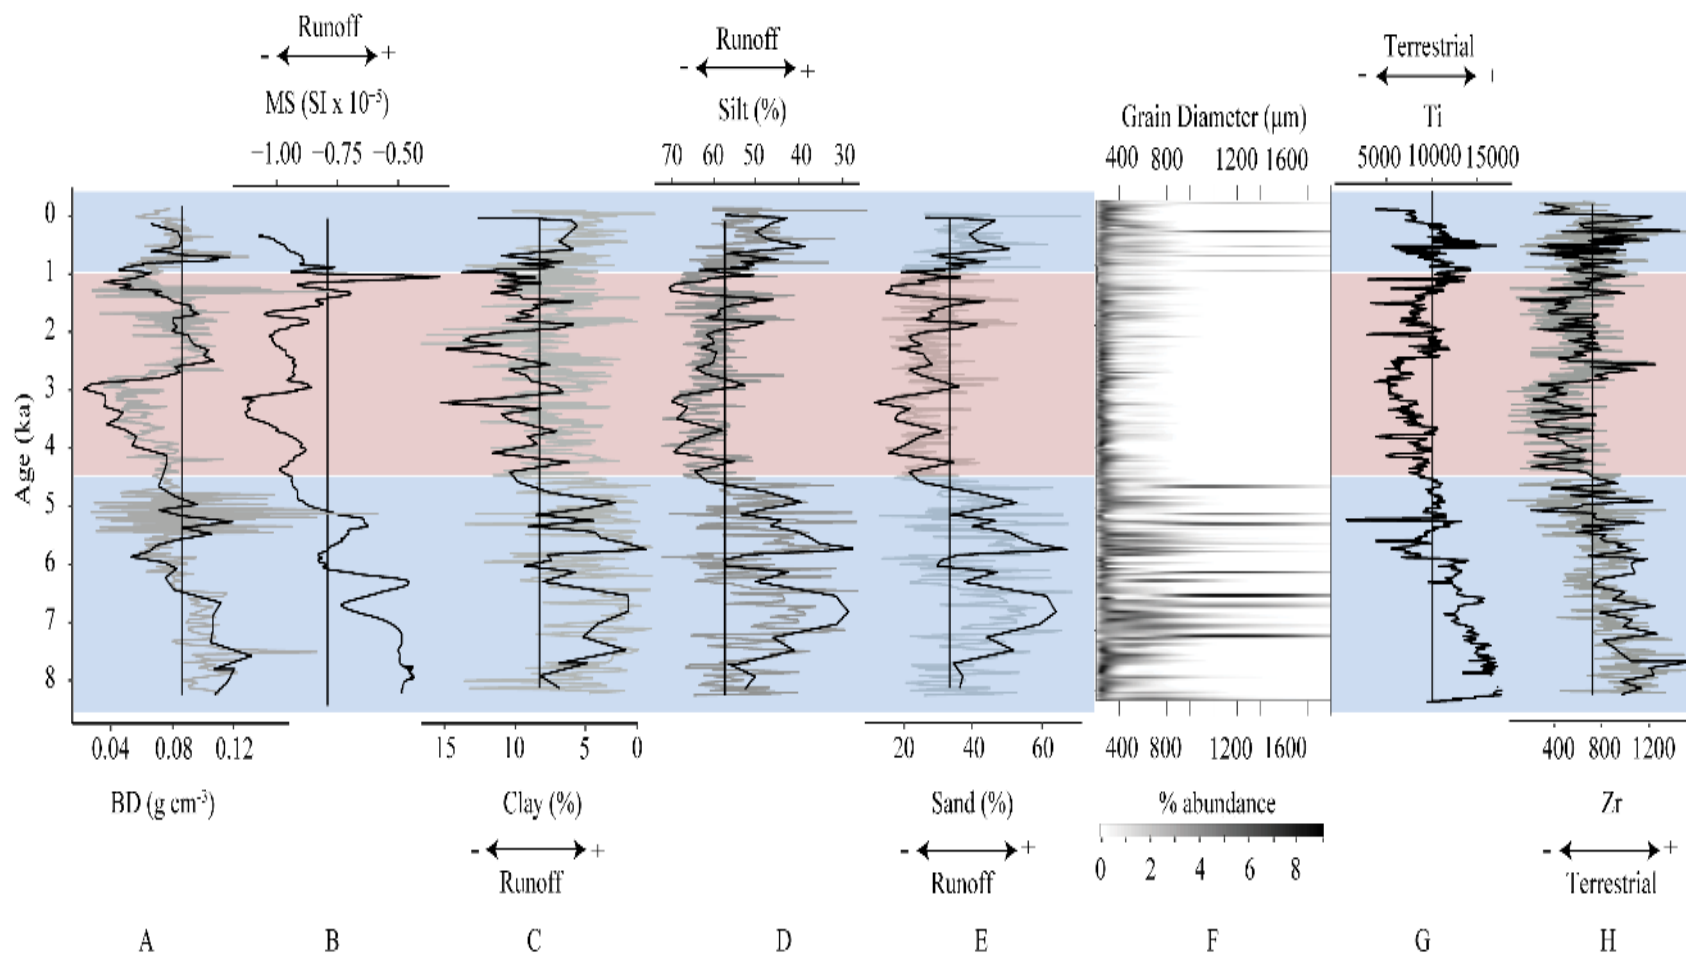 Runoff
- +
MS (SI x 10⁻⁵)
−1.00 −0.75 −0.50
Runoff
- +
Silt (%)
70 60 50 40 30
Grain Diameter (μm)
400 800 1200 1600
Terrestrial
-
Ti
5000 10000 15000
Age (ka)
0
1
2
3
4
5
6
7
8
0.04 0.08 0.12
BD (g cm⁻³)
15 10 5 0
Clay (%)
- +
Runoff
20 40 60
Sand (%)
- +
Runoff
400 800 1200 1600
% abundance
0 2 4 6 8
400 800 1200
Zr
- +
Terrestrial
A B C D E F G H